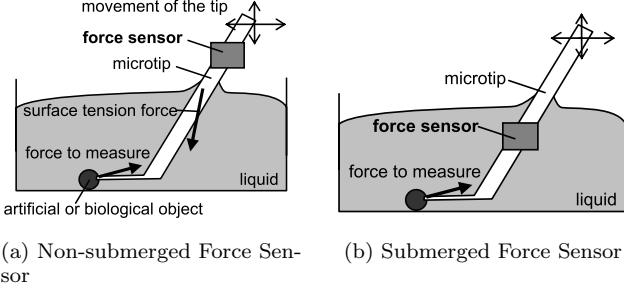 movement of the tip
force sensor
microtip
surface tension force
force to measure
liquid
artificial or biological object
(a) Non-submerged Force Sen-
sor
microtip
force sensor
force to measure
liquid
(b) Submerged Force Sensor